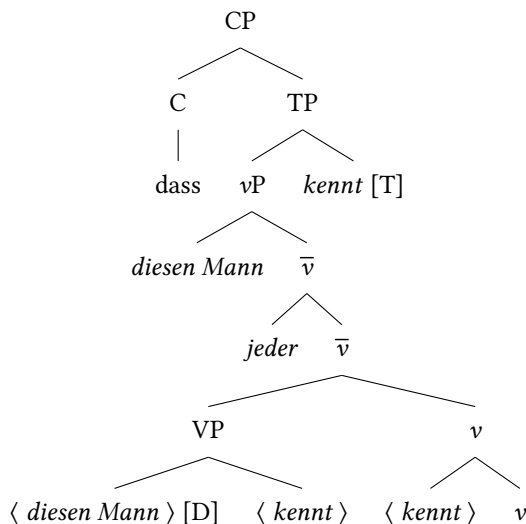 CP
C TP
dass vP kennt [T]
diesen Mann v̅
jeder v̅
VP v
⟨ diesen Mann ⟩ [D] ⟨ kennt ⟩ ⟨ kennt ⟩ v